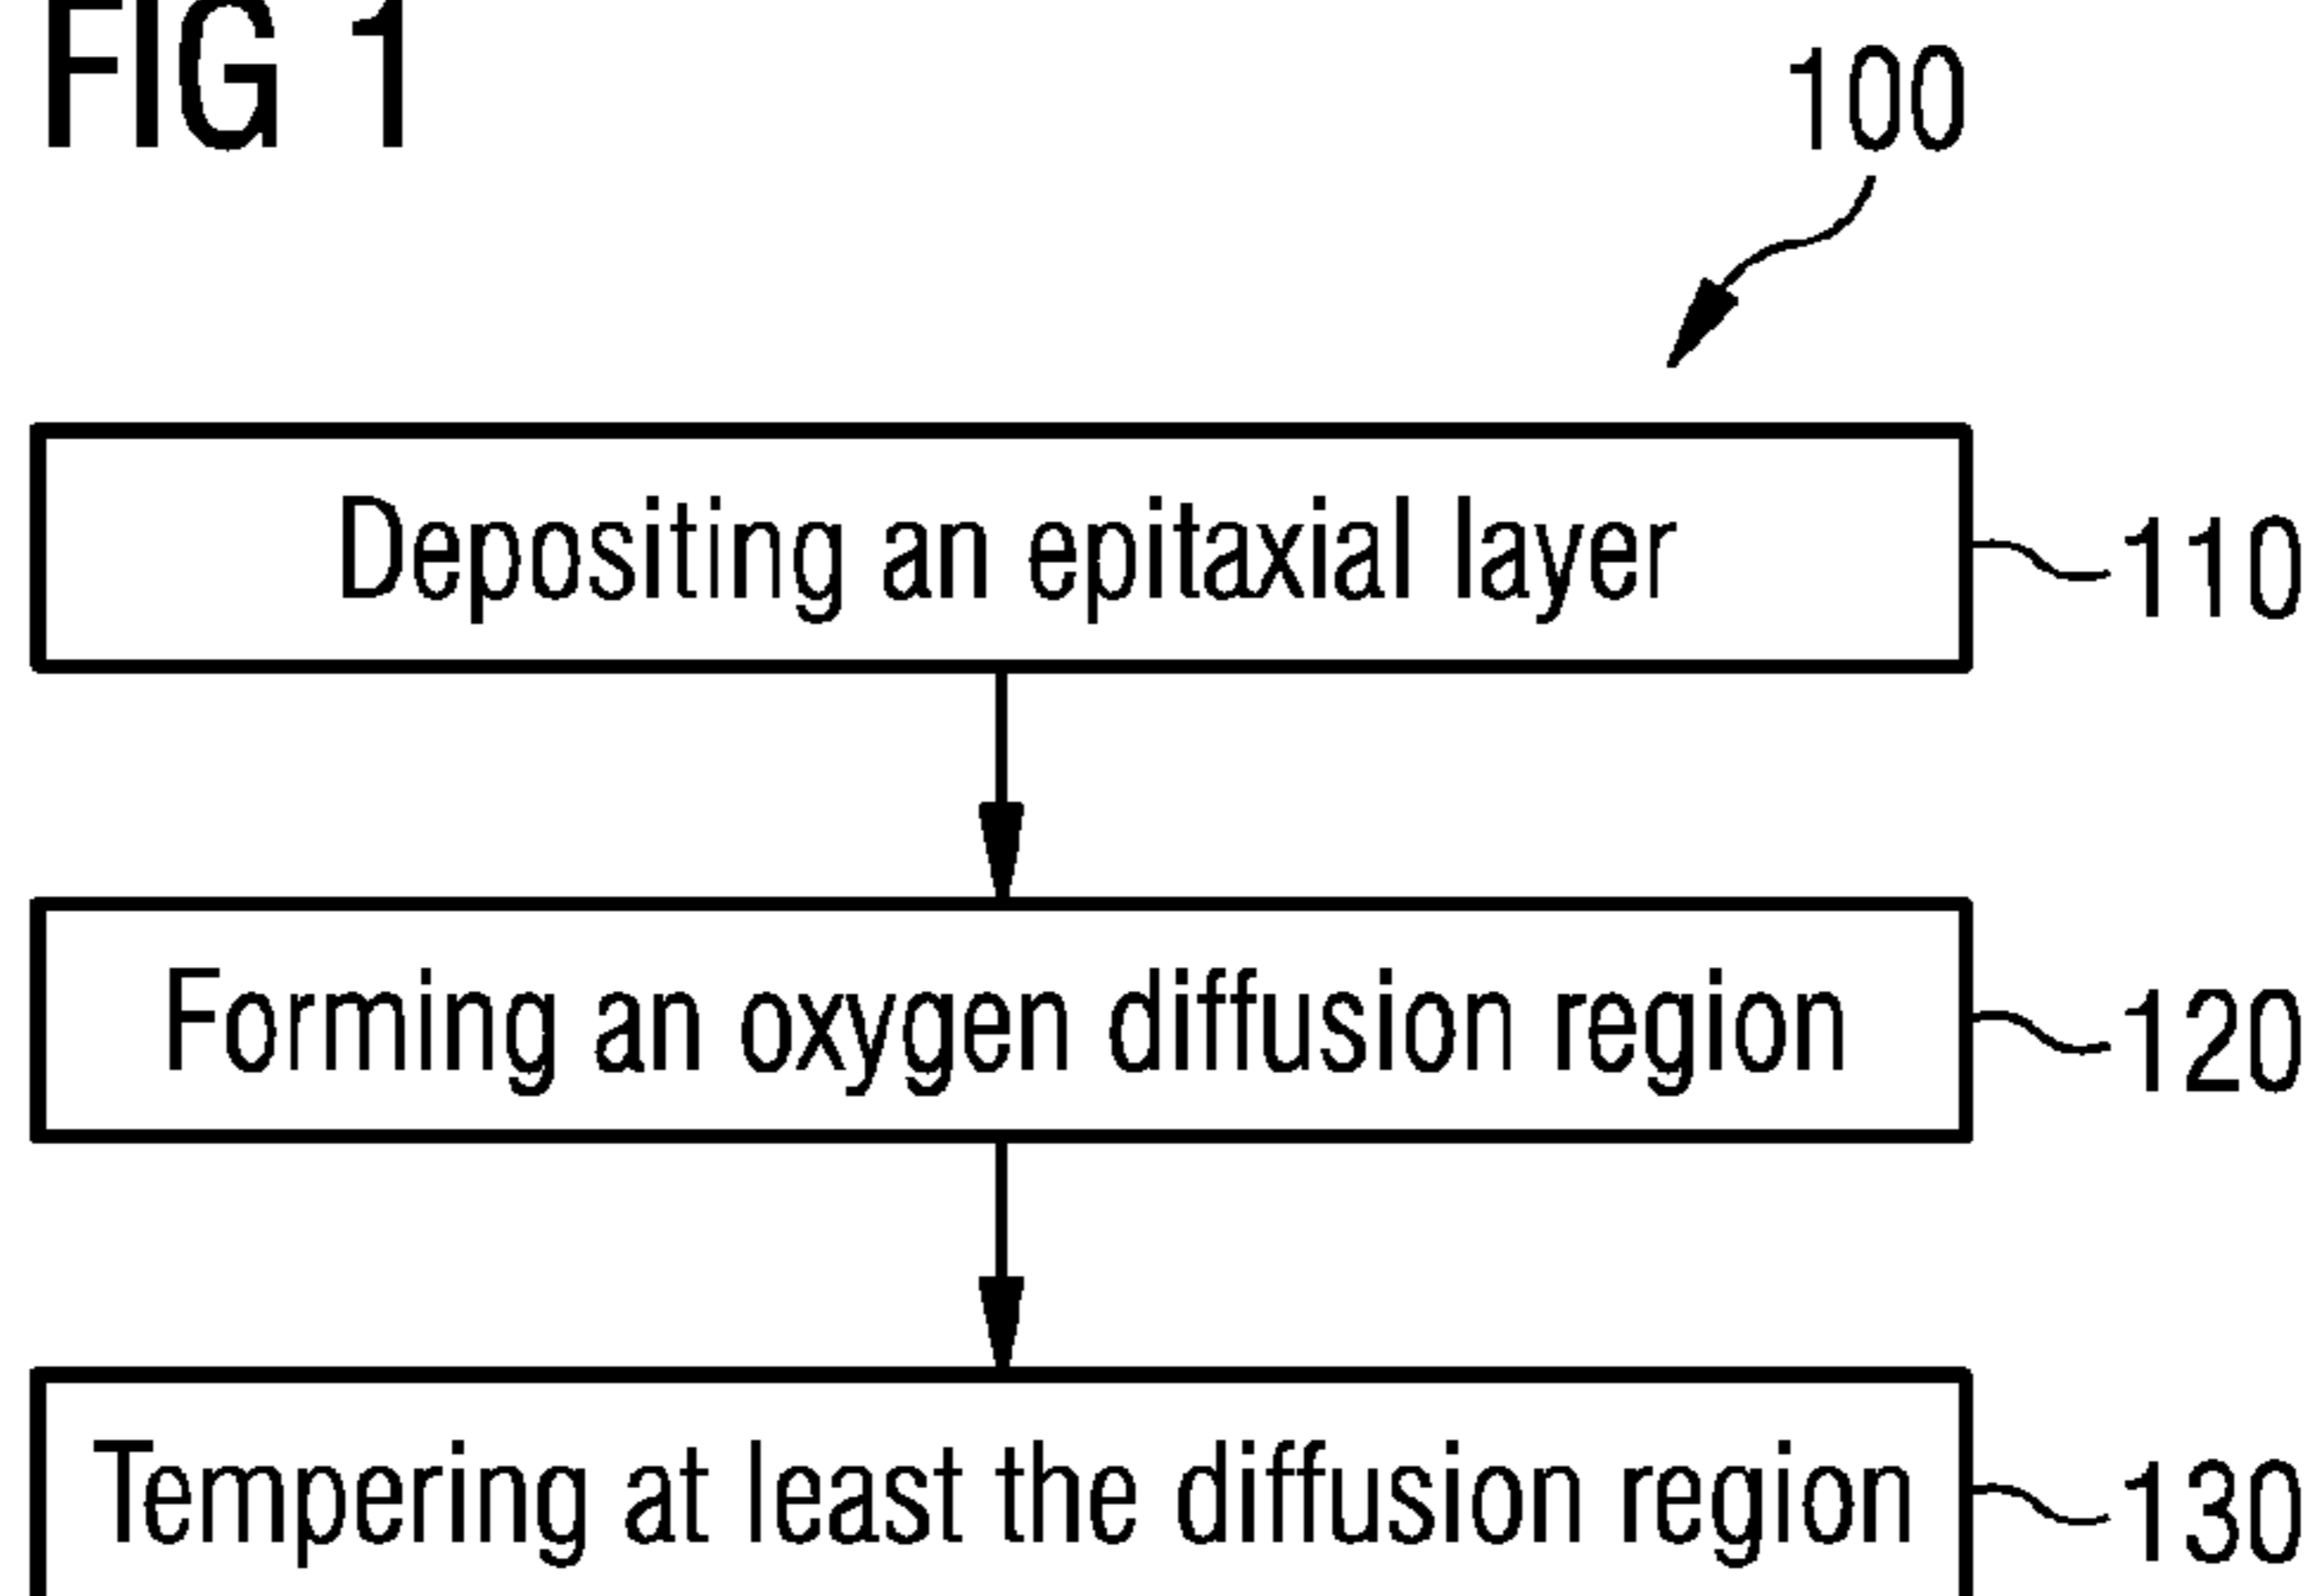 FIG 1
100
Depositing an epitaxial layer
110
Forming an oxygen diffusion region
120
Tempering at least the diffusion region
130